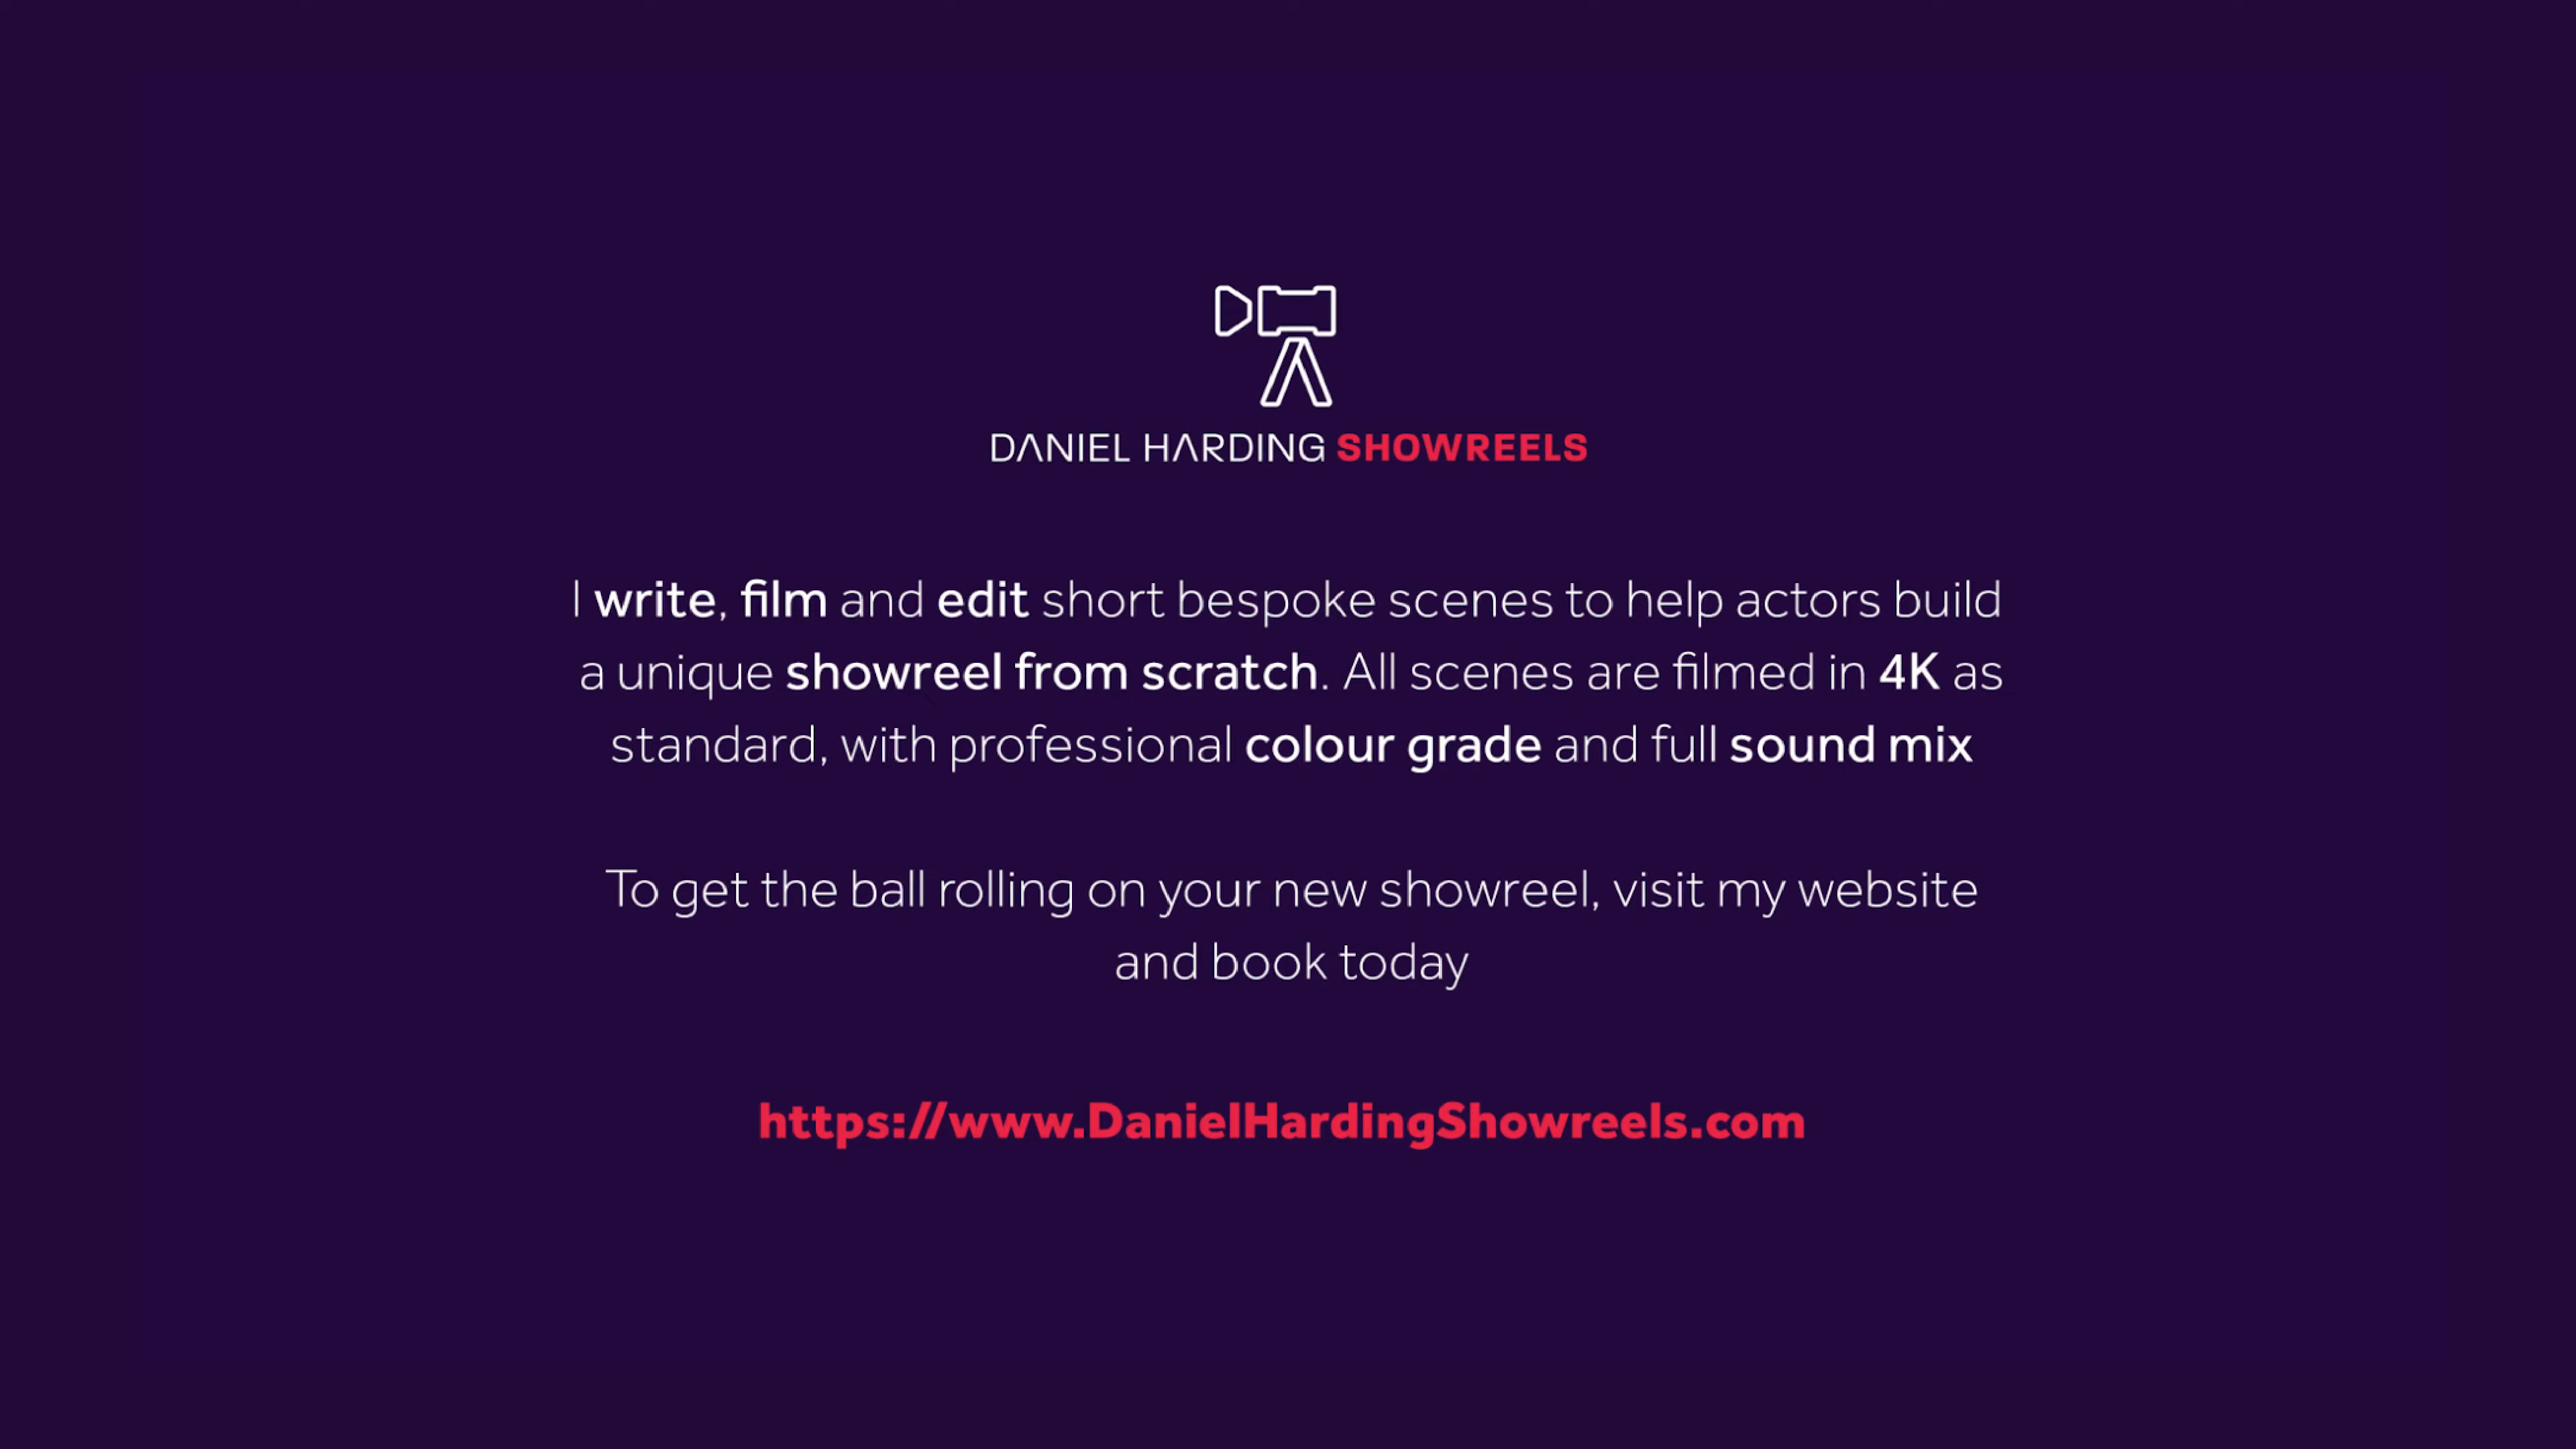 DANIEL HARDING SHOWREELS
I write, film and edit short bespoke scenes to help actors build
a unique showreel from scratch. All scenes are filmed in 4K as
standard, with professional colour grade and full sound mix
To get the ball rolling on your new showreel, visit my website
and book today
https://www.DanielHardingShowreels.com